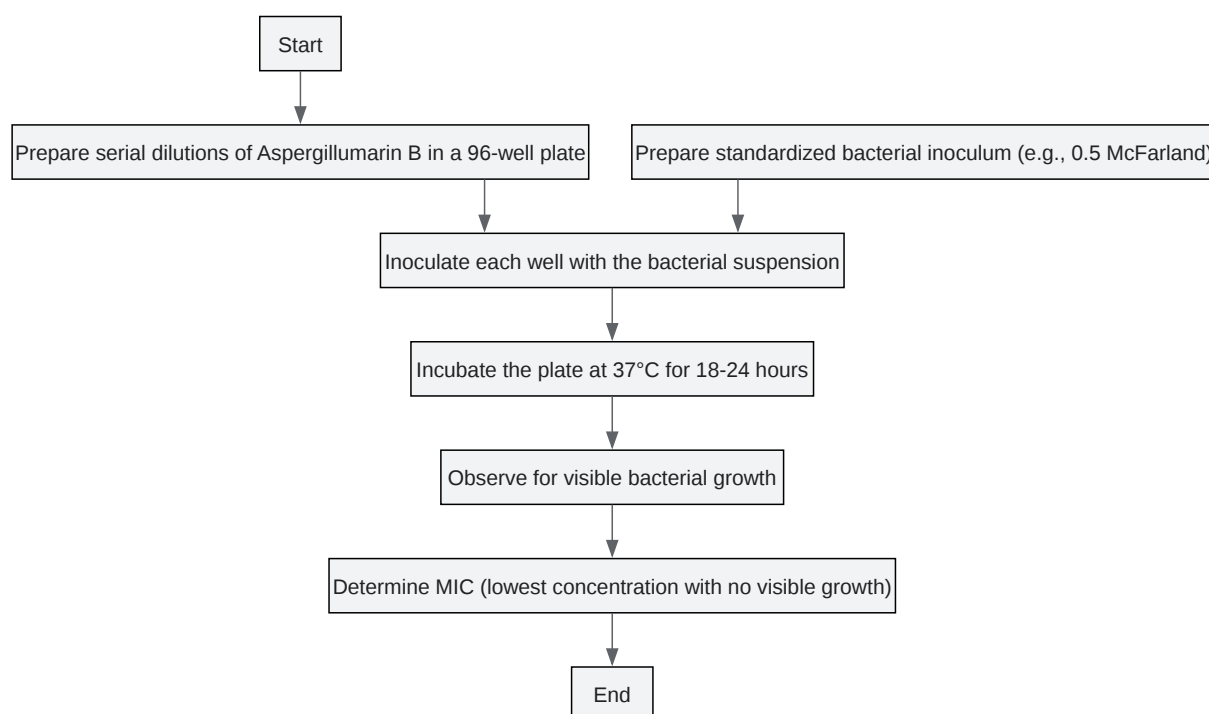 Start
Prepare serial dilutions of Aspergillumarin B in a 96-well plate
Prepare standardized bacterial inoculum (e.g., 0.5 McFarland)
Inoculate each well with the bacterial suspension
Incubate the plate at 37°C for 18-24 hours
Observe for visible bacterial growth
Determine MIC (lowest concentration with no visible growth)
End